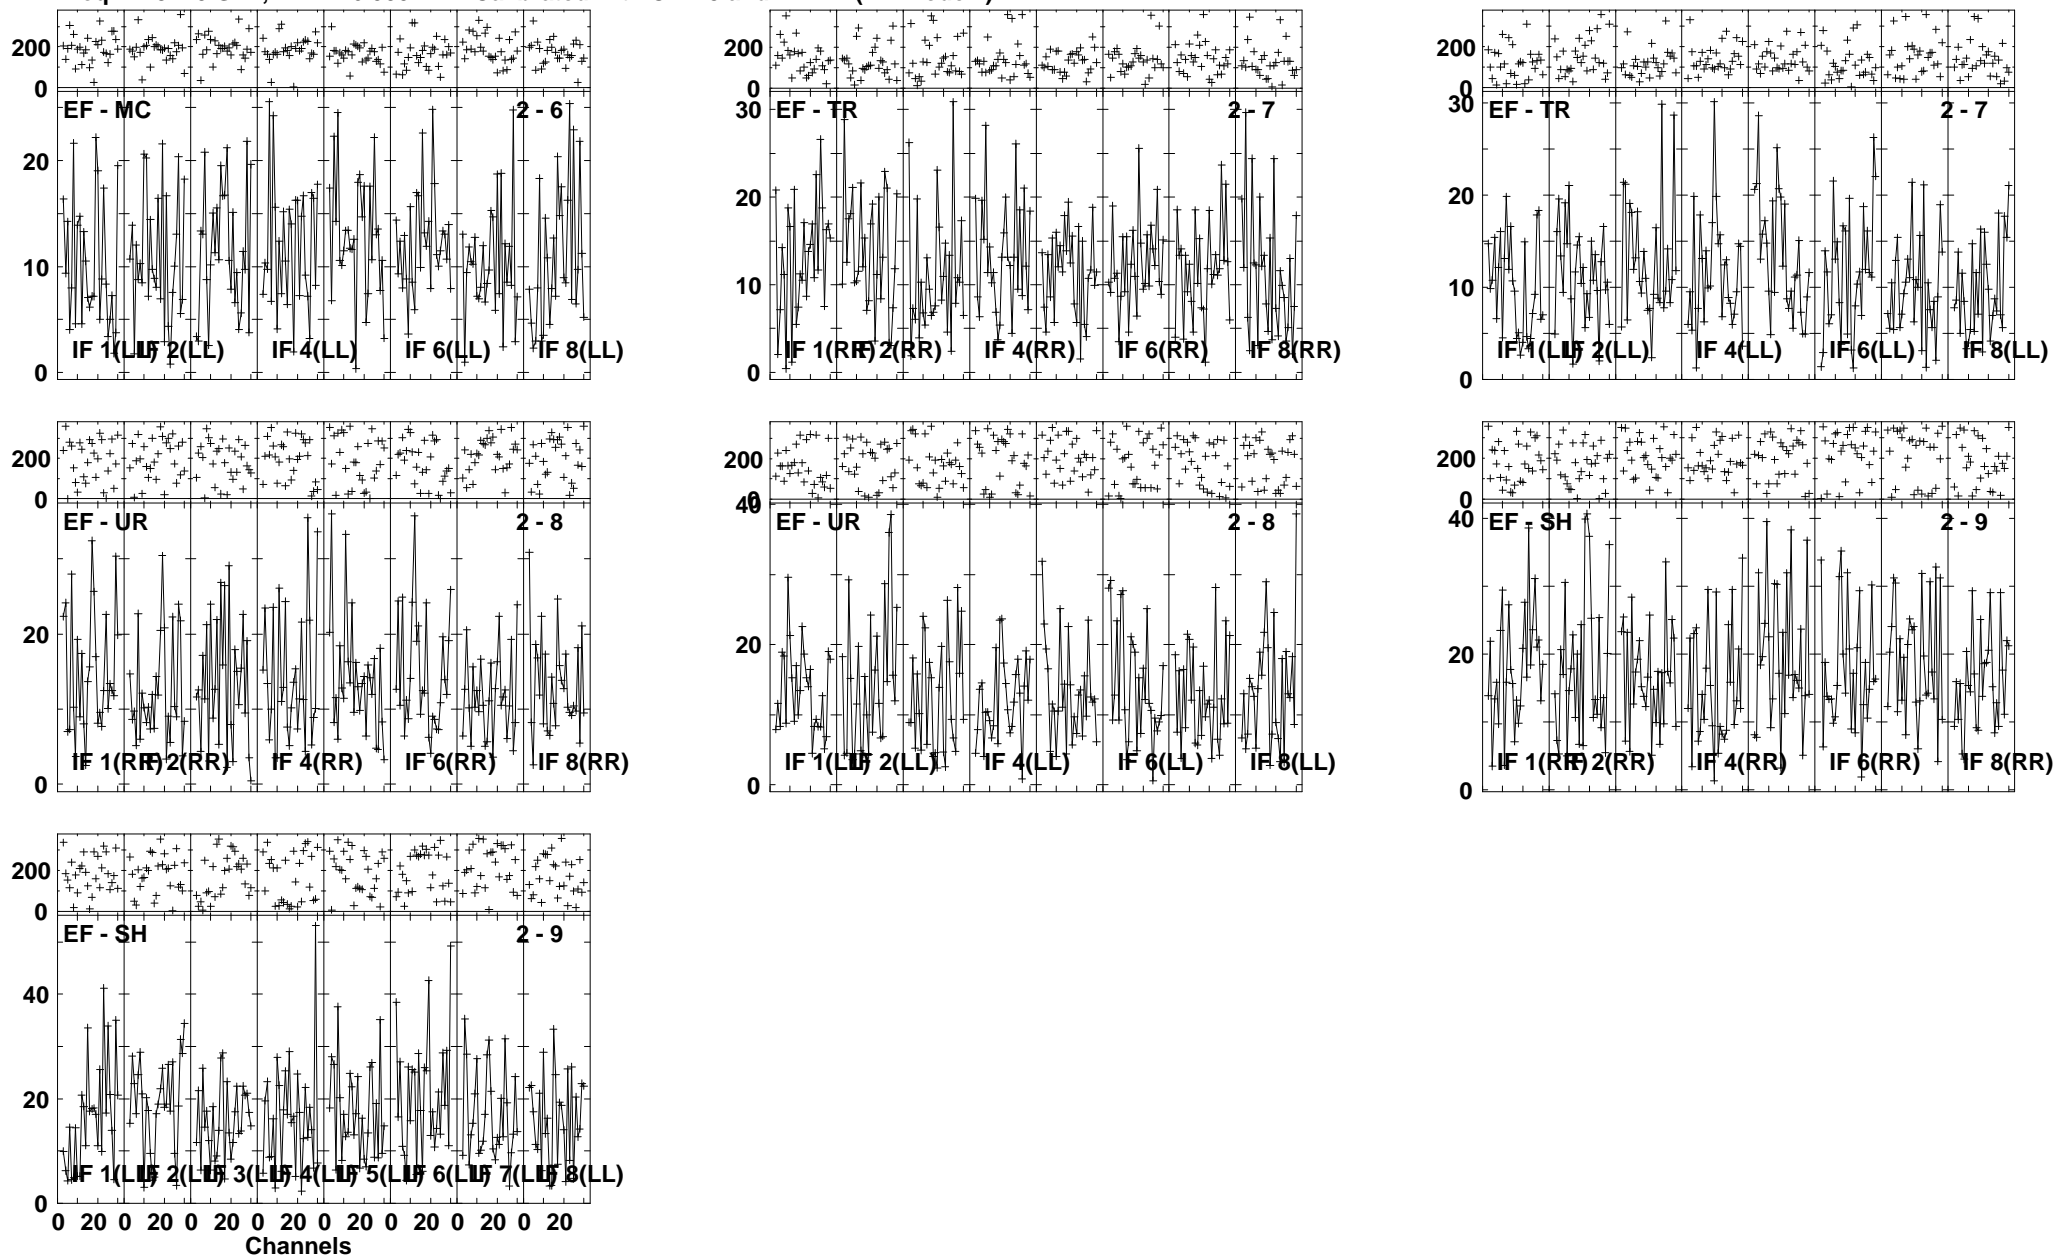 200
0
EF - MC 2 - 6
20
10
0
IF 1(LL) IF 2(LL) IF 4(LL) IF 6(LL) IF 8(LL)
200
0
EF - TR 2 - 7
30
20
10
0
IF 1(RR) IF 2(RR) IF 4(RR) IF 6(RR) IF 8(RR)
200
0
EF - TR 2 - 7
30
20
10
0
IF 1(LL) IF 2(LL) IF 4(LL) IF 6(LL) IF 8(LL)
200
0
EF - UR 2 - 8
20
0
IF 1(RR) IF 2(RR) IF 4(RR) IF 6(RR) IF 8(RR)
200
0
EF - UR 2 - 8
40
20
0
IF 1(LL) IF 2(LL) IF 4(LL) IF 6(LL) IF 8(LL)
200
0
EF - SH 2 - 9
40
20
0
IF 1(RR) IF 2(RR) IF 4(RR) IF 6(RR) IF 8(RR)
200
0
EF - SH 2 - 9
40
20
0
IF 1(LL) IF 2(LL) IF 3(LL) IF 4(LL) IF 5(LL) IF 6(LL) IF 7(LL) IF 8(LL)
0 20 0 20 0 20 0 20 0 20 0 20 0 20 0 20
Channels